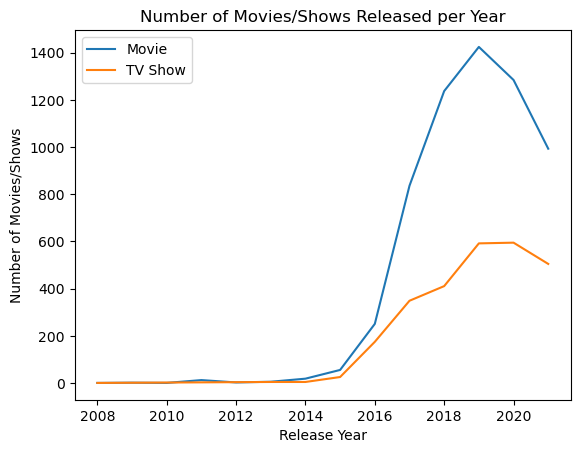 Number of Movies/Shows Released per Year
Movie
TV Show
Number of Movies/Shows
1400
1200
1000
800
600
400
200
0
2008 2010 2012 2014 2016 2018 2020
Release Year